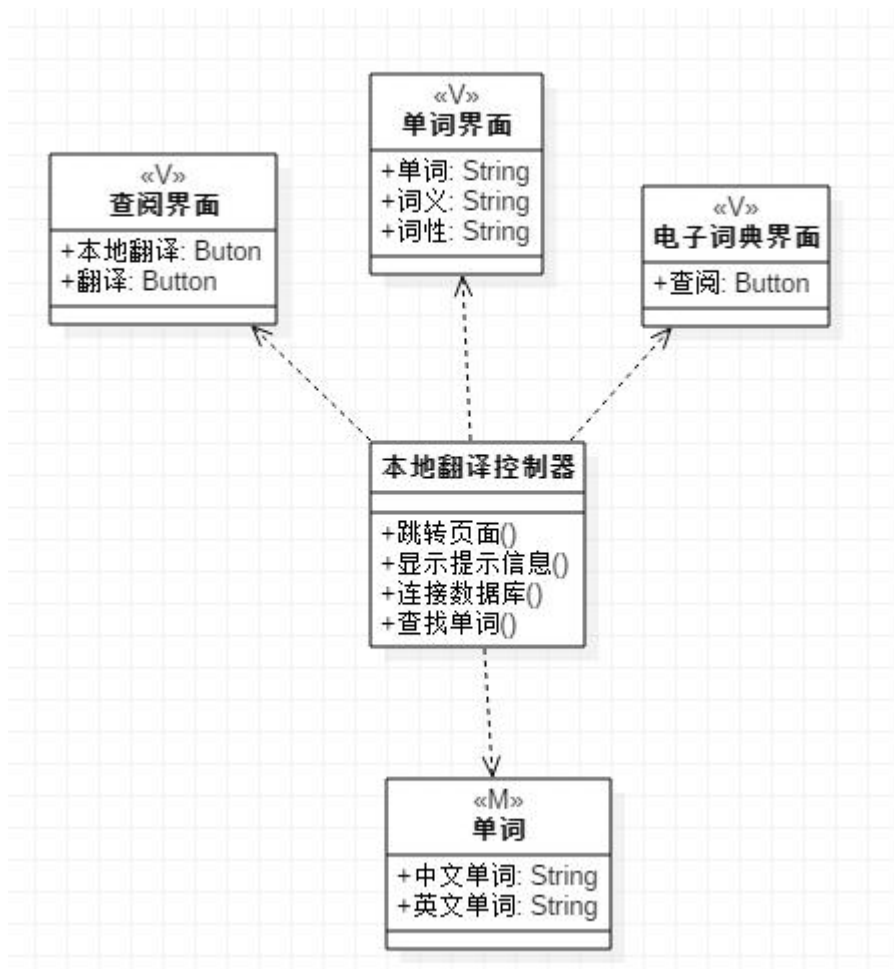 «V»
查阅界面
+本地翻译: Buton
+翻译: Button
«V»
单词界面
+单词: String
+词义: String
+词性: String
«V»
电子词典界面
+查阅: Button
本地翻译控制器
+跳转页面()
+显示提示信息()
+连接数据库()
+查找单词()
«M»
单词
+中文单词: String
+英文单词: String